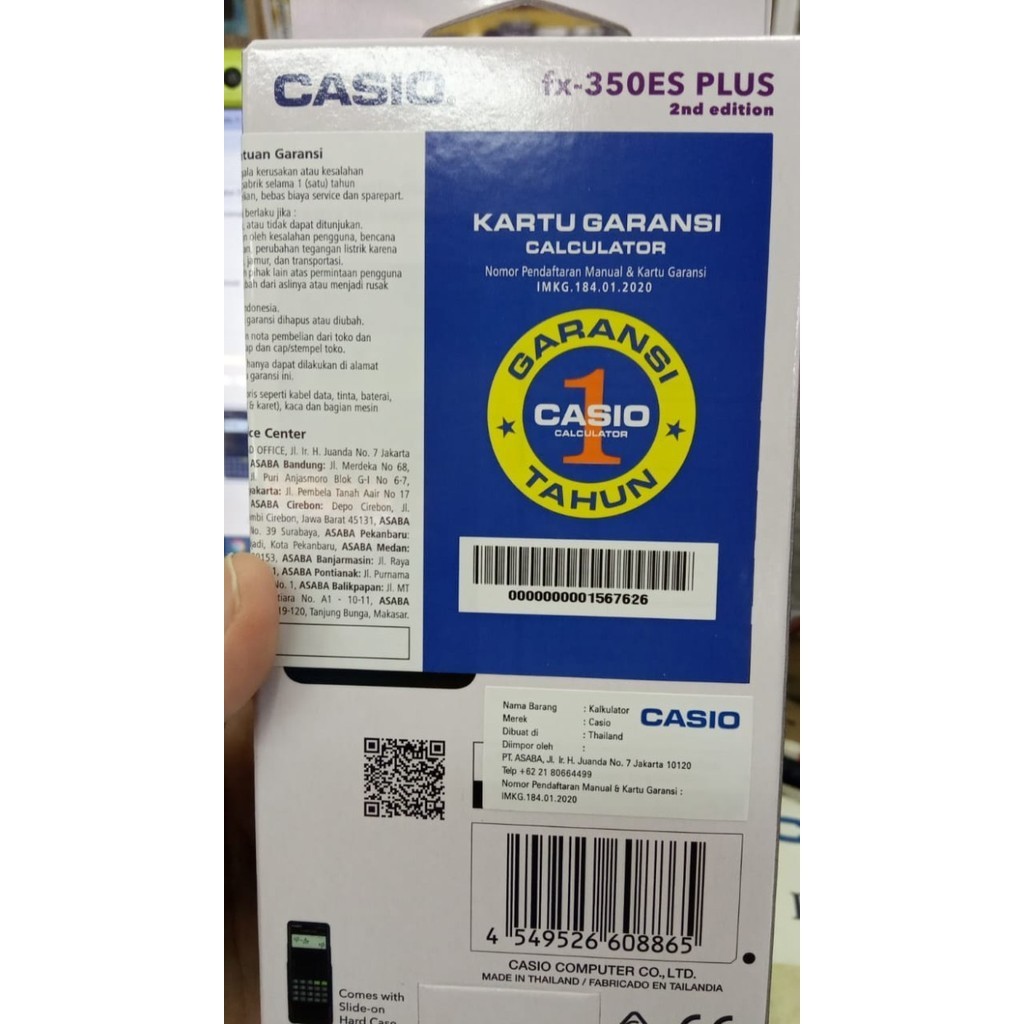 CASIO
fx-350ES PLUS
2nd edition
tuan Garansi
kerusakan atau kesalahan
abrik selama 1 (satu) tahun
bebas biaya service dan sparepart.
berlaku jika :
atau tidak dapat ditunjukan.
oleh kesalahan pengguna, bencana
perubahan tegangan listrik karena
jamur, dan transportasi.
pihak lain atas permintaan pengguna
dari aslinya atau menjadi rusak
donesia.
garansi dihapus atau diubah.
nota pembelian dari toko dan
dan cap/stempel toko.
hanya dapat dilakukan di alamat
garansi ini.
seperti kabel data, tinta, baterai,
& karet), kaca dan bagian mesin
ce Center
OFFICE, Jl. Ir. H. Juanda No. 7 Jakarta
ASABA Bandung: Jl. Merdeka No 68,
Jl. Puri Anjasmoro Blok G-I No 6-7,
akarta: Jl. Pembela Tanah Aair No 17
ASABA Cirebon: Depo Cirebon, Jl.
mbi Cirebon, Jawa Barat 45131, ASABA
No. 39 Surabaya, ASABA Pekanbaru:
Kota Pekanbaru, ASABA Medan:
ASABA Banjarmasin: Jl. Raya
1, ASABA Pontianak: Jl. Purnama
No. 1, ASABA Balikpapan: Jl. MT
tiara No. A1 - 10-11, ASABA
19-120, Tanjung Bunga, Makasar.
KARTU GARANSI
CALCULATOR
Nomor Pendaftaran Manual & Kartu Garansi
IMKG.184.01.2020
GARANSI
1
CASIO
CALCULATOR
TAHUN
0000000001567626
Nama Barang : Kalkulator
Merek : Casio
Dibuat di : Thailand
Diimpor oleh :
PT. ASABA, Jl. Ir. H. Juanda No. 7 Jakarta 10120
Telp +62 21 80664499
Nomor Pendaftaran Manual & Kartu Garansi :
IMKG.184.01.2020
CASIO
4 549526 608865
CASIO COMPUTER CO., LTD.
MADE IN THAILAND / FABRICADO EN TAILANDIA
Comes with
Slide-on
Hard Case